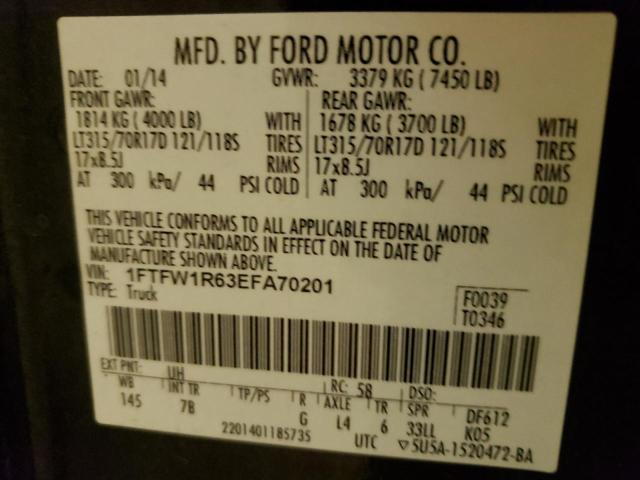 MFD. BY FORD MOTOR CO.
DATE: 01/14 GVWR: 3379 KG ( 7450 LB)
FRONT GAWR: REAR GAWR:
1814 KG ( 4000 LB) WITH 1678 KG ( 3700 LB) WITH
LT315/70R17D 121/118S TIRES LT315/70R17D 121/118S TIRES
17x8.5J RIMS 17x8.5J RIMS
AT 300 kPa/ 44 PSI COLD AT 300 kPa/ 44 PSI COLD
THIS VEHICLE CONFORMS TO ALL APPLICABLE FEDERAL MOTOR
VEHICLE SAFETY STANDARDS IN EFFECT ON THE DATE OF
MANUFACTURE SHOWN ABOVE.
VIN: 1FTFW1R63EFA70201
TYPE: Truck
F0039
T0346
EXT PNT: UH RC: 58 DSO:
WB INT TR TP/PS R AXLE TR SPR DF612
145 7B G L4 6 33LL K05
2201401185735 UTC ▽5U5A-1520472-BA